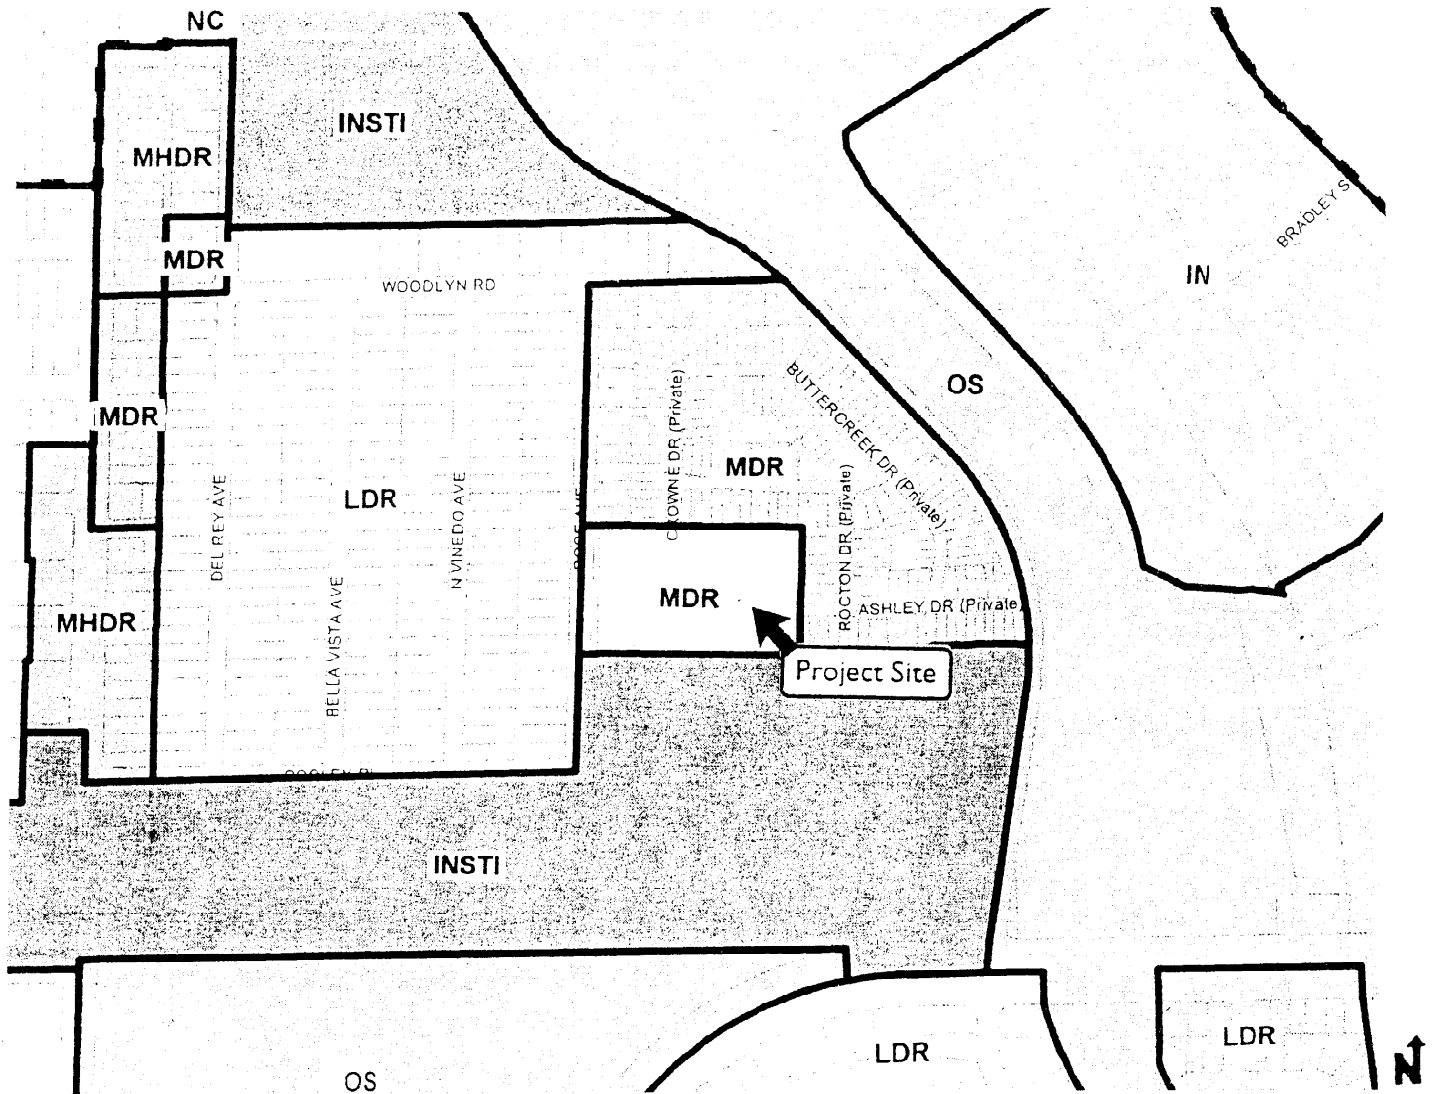 NC
INSTI
MHDR
MDR
WOODLYN RD
BRADLEY S
IN
OS
BUTTERCREEK DR (Private)
CROWNE DR (Private)
MDR
MDR
LDR
DEL REY AVE
N VINEDO AVE
ROCTON DR (Private)
BELLA VISTA AVE
MDR
ASHLEY DR (Private)
MHDR
Project Site
INSTI
LDR
LDR
OS
N